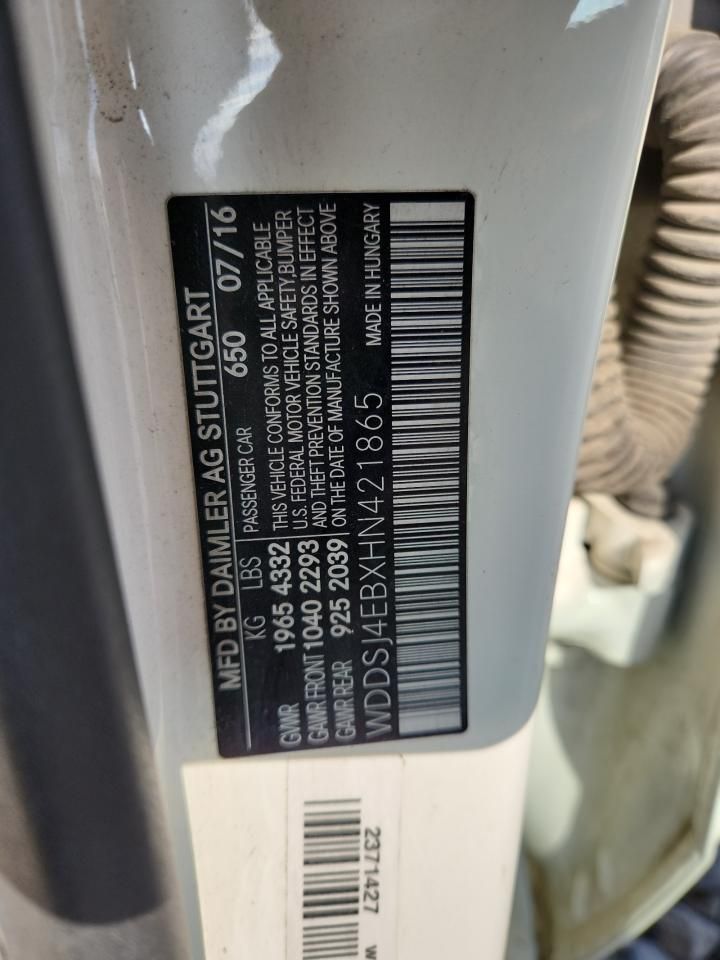 MFD BY DAIMLER AG STUTTGART
650 07/16
KG LBS PASSENGER CAR
GVWR 1965 4332 THIS VEHICLE CONFORMS TO ALL APPLICABLE
U.S. FEDERAL MOTOR VEHICLE SAFETY,BUMPER
GAWR FRONT 1040 2293 AND THEFT PREVENTION STANDARDS IN EFFECT
GAWR REAR 925 2039 ON THE DATE OF MANUFACTURE SHOWN ABOVE
WDDSJ4EBXHN421865 MADE IN HUNGARY
2371427 W